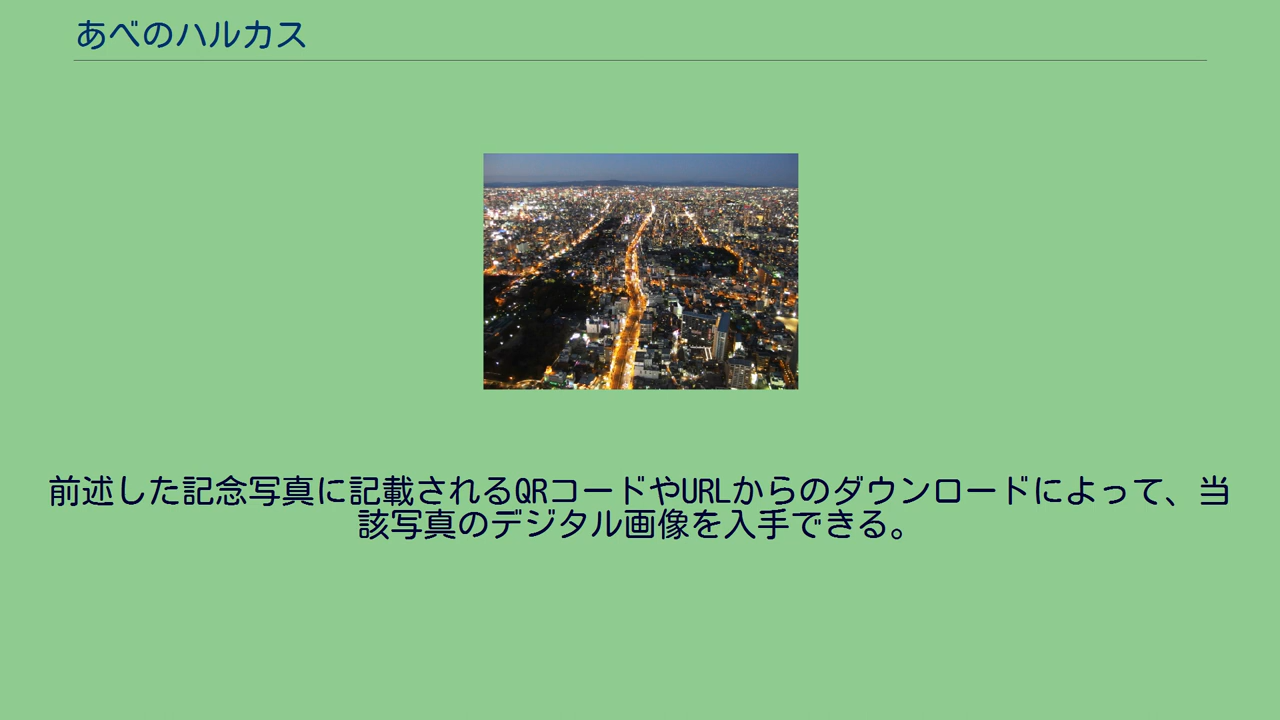 あべのハルカス
前述した記念写真に記載されるQRコードやURLからのダウンロードによって、当
該写真のデジタル画像を入手できる。